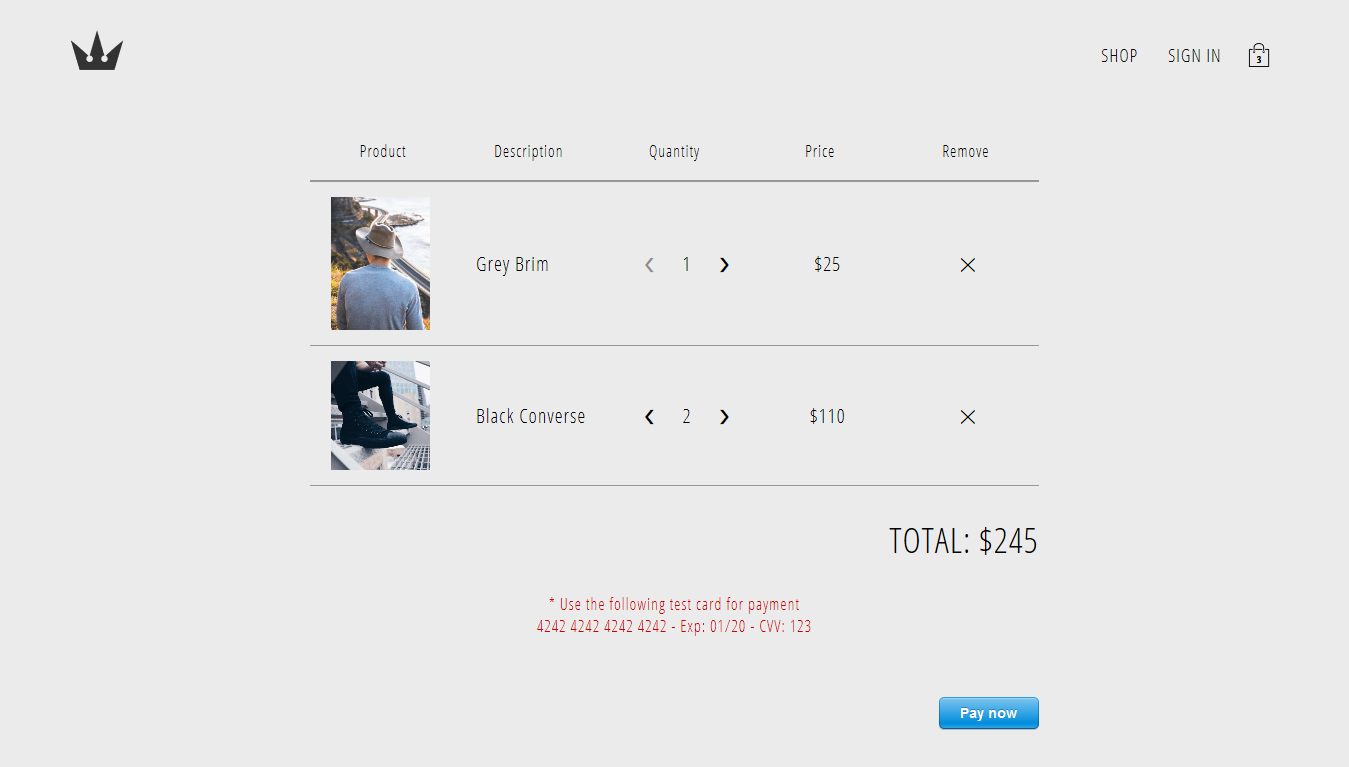 SHOP SIGN IN 3
Product Description Quantity Price Remove
Grey Brim ❮ 1 ❯ $25 ✕
Black Converse ❮ 2 ❯ $110 ✕
TOTAL: $245
* Use the following test card for payment
4242 4242 4242 4242 - Exp: 01/20 - CVV: 123
Pay now